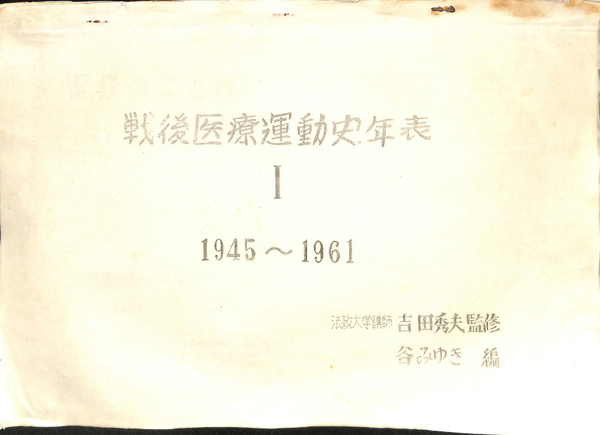 戦後医療運動史年表
I
1945〜1961
法政大学講師 吉田秀夫監修
谷みゆき 編